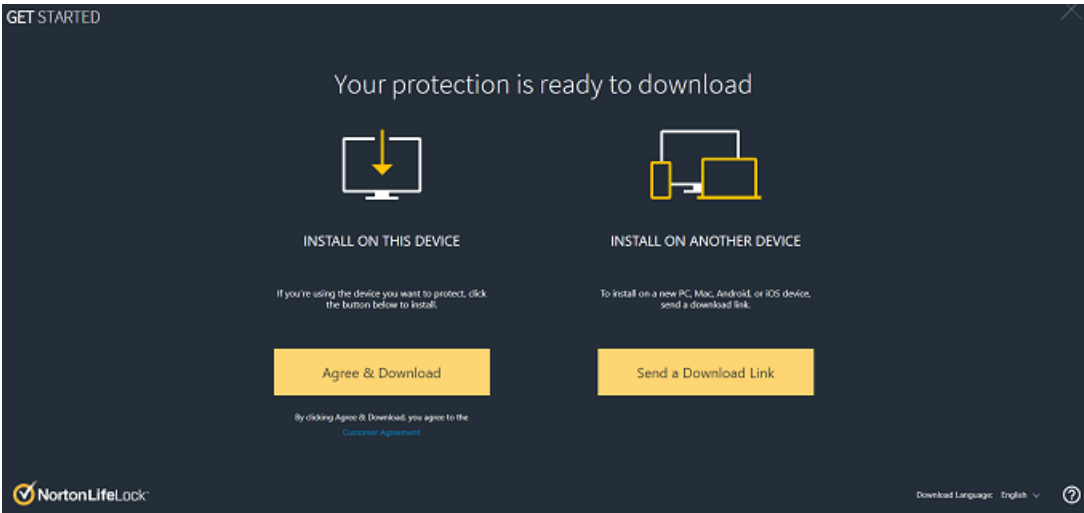 GET STARTED
Your protection is ready to download
INSTALL ON THIS DEVICE
If you're using the device you want to protect, click
the button below to install.
Agree & Download
By clicking Agree & Download, you agree to the
Customer Agreement
INSTALL ON ANOTHER DEVICE
To install on a new PC, Mac, Android, or iOS device,
send a download link.
Send a Download Link
NortonLifeLock™
Download Language: English
?